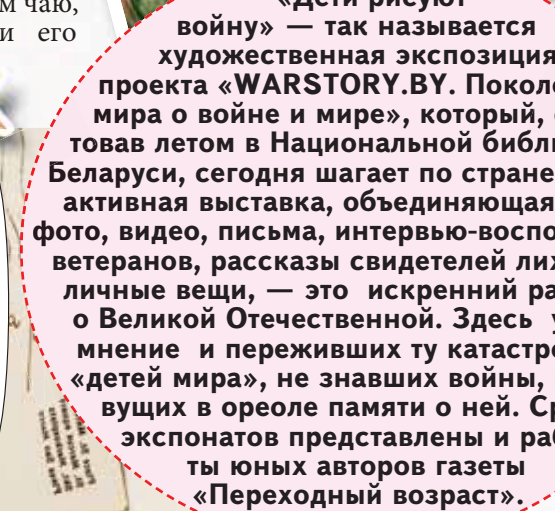 м чаю,
и его
«Дети рисуют
войну» — так называется
художественная экспозиция
проекта «WARSTORY.BY. Покол
мира о войне и мире», который,
товав летом в Национальной библ
Беларуси, сегодня шагает по стране
активная выставка, объединяющая
фото, видео, письма, интервью-воспо
ветеранов, рассказы свидетелей лих
личные вещи, — это искренний ра
о Великой Отечественной. Здесь у
мнение и переживших ту катастр
«детей мира», не знавших войны,
вущих в ореоле памяти о ней. Ср
экспонатов представлены и ра
ты юных авторов газеты
«Переходный возраст».